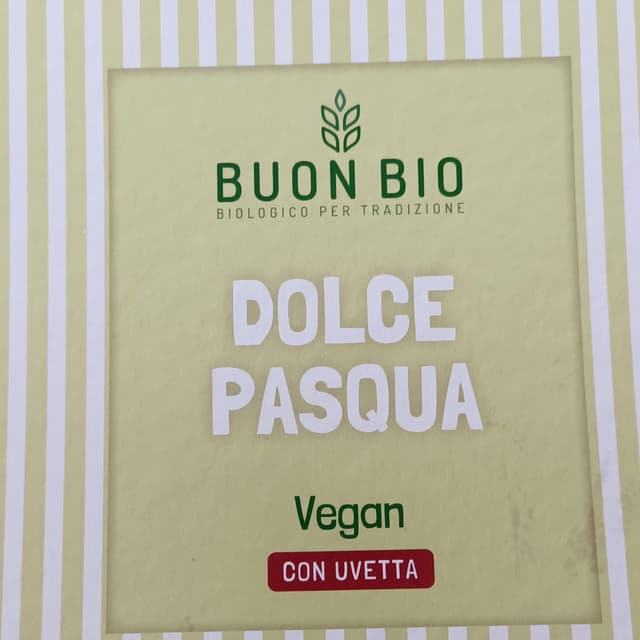 BUON BIO
BIOLOGICO PER TRADIZIONE
DOLCE
PASQUA
Vegan
CON UVETTA